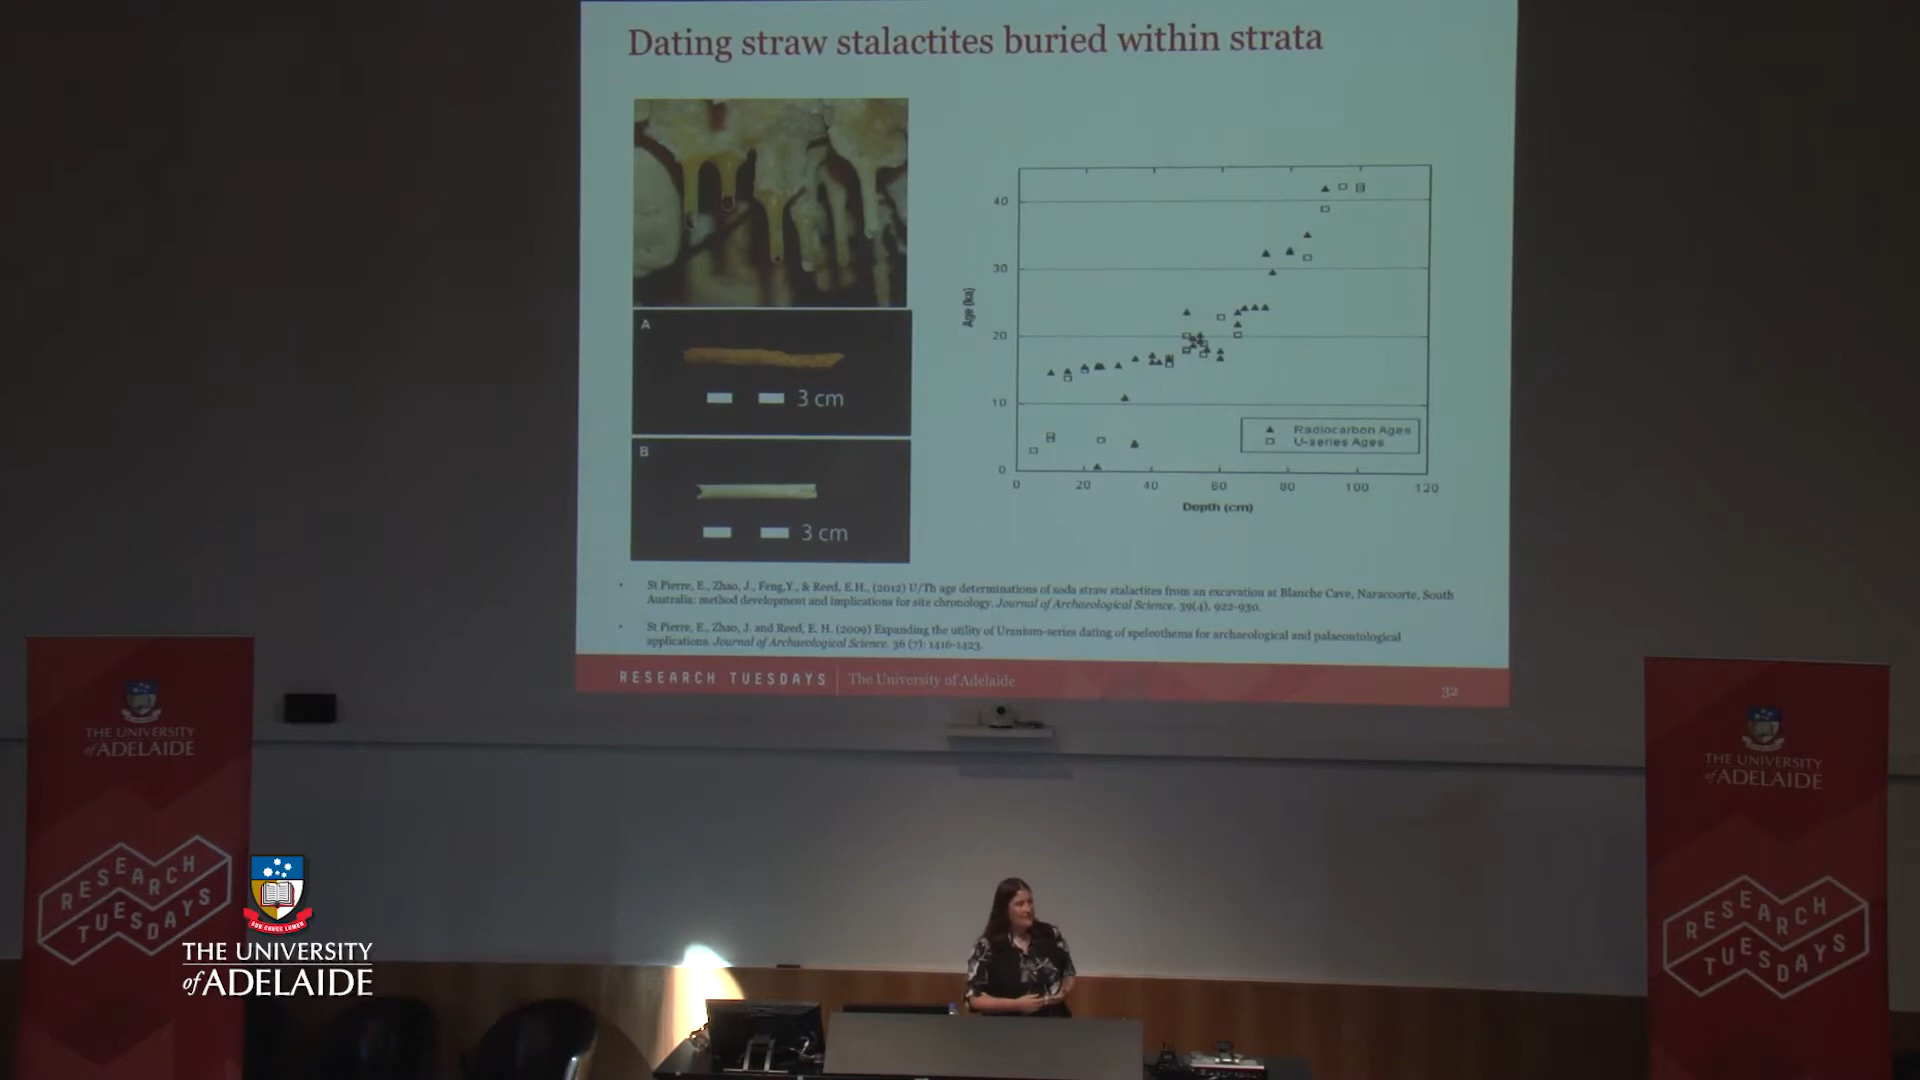 Dating straw stalactites buried within strata
A
3 cm
B
3 cm
40
30
20
10
0
Age (ka)
0 20 40 60 80 100 120
Depth (cm)
Radiocarbon Ages
U-series Ages
St Pierre, E., Zhao, J., Feng,Y., & Reed, E.H., (2012) U/Th age determinations of soda straw stalactites from an excavation at Blanche Cave, Naracoorte, South
Australia: method development and implications for site chronology. Journal of Archaeological Science. 39(4), 922-930.
St Pierre, E., Zhao, J. and Reed, E. H. (2009) Expanding the utility of Uranium-series dating of speleothems for archaeological and palaeontological
applications. Journal of Archaeological Science. 36 (7): 1416-1423.
RESEARCH TUESDAYS The University of Adelaide
32
THE UNIVERSITY
of ADELAIDE
RESEARCH
TUESDAYS
THE UNIVERSITY
of ADELAIDE
THE UNIVERSITY
of ADELAIDE
RESEARCH
TUESDAYS